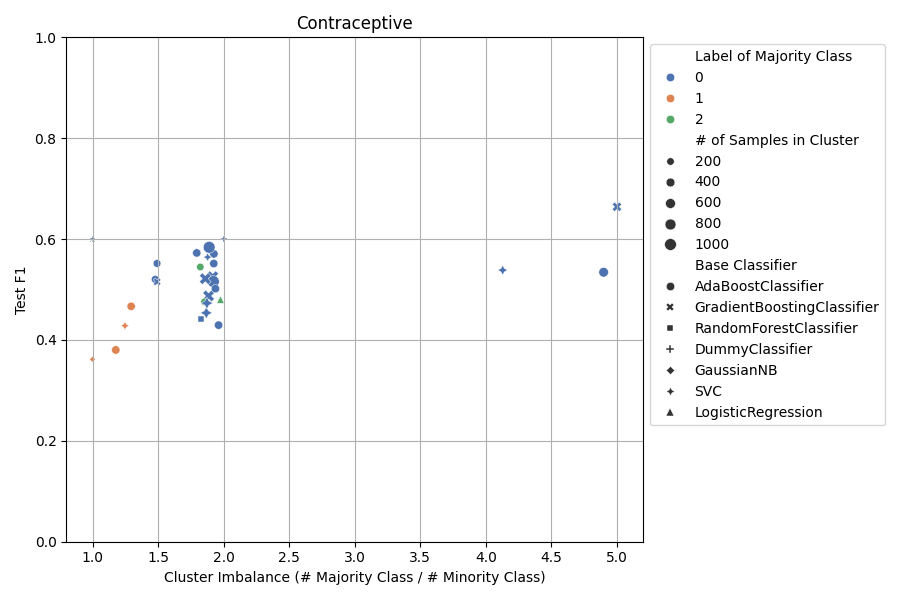 Contraceptive
Test F1
1.0
0.8
0.6
0.4
0.2
0.0
1.0 1.5 2.0 2.5 3.0 3.5 4.0 4.5 5.0
Cluster Imbalance (# Majority Class / # Minority Class)
Label of Majority Class
0
1
2
# of Samples in Cluster
200
400
600
800
1000
Base Classifier
AdaBoostClassifier
GradientBoostingClassifier
RandomForestClassifier
DummyClassifier
GaussianNB
SVC
LogisticRegression